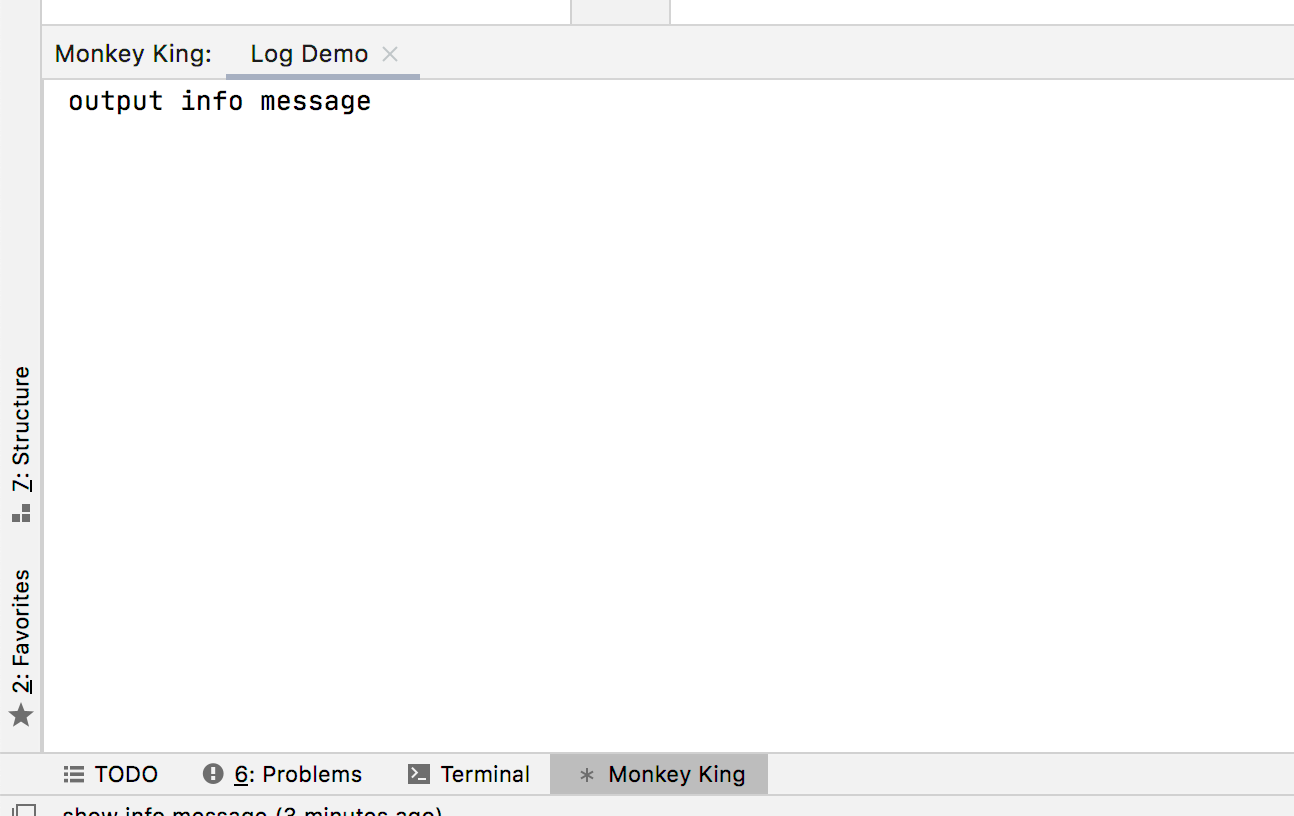 Monkey King: Log Demo
output info message
7: Structure
2: Favorites
TODO 6: Problems Terminal Monkey King
show info message (3 minutes ago)